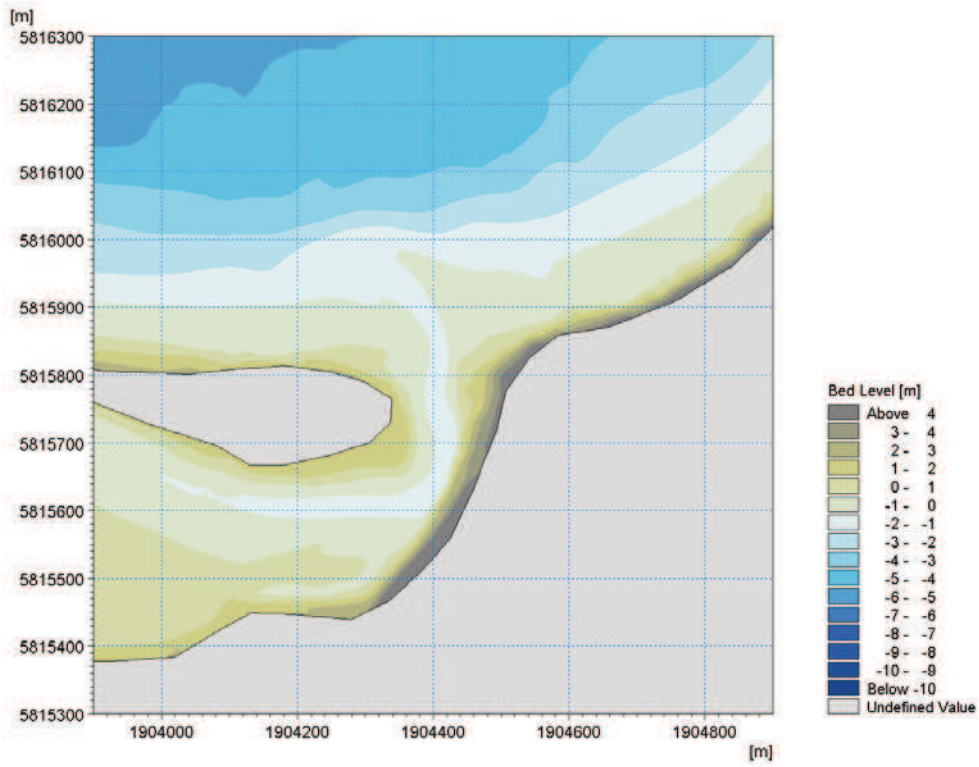 [m]
5816300
5816200
5816100
5816000
5815900
5815800
5815700
5815600
5815500
5815400
5815300
1904000 1904200 1904400 1904600 1904800
[m]
Bed Level [m]
Above 4
3 - 4
2 - 3
1 - 2
0 - 1
-1 - 0
-2 - -1
-3 - -2
-4 - -3
-5 - -4
-6 - -5
-7 - -6
-8 - -7
-9 - -8
-10 - -9
Below -10
Undefined Value